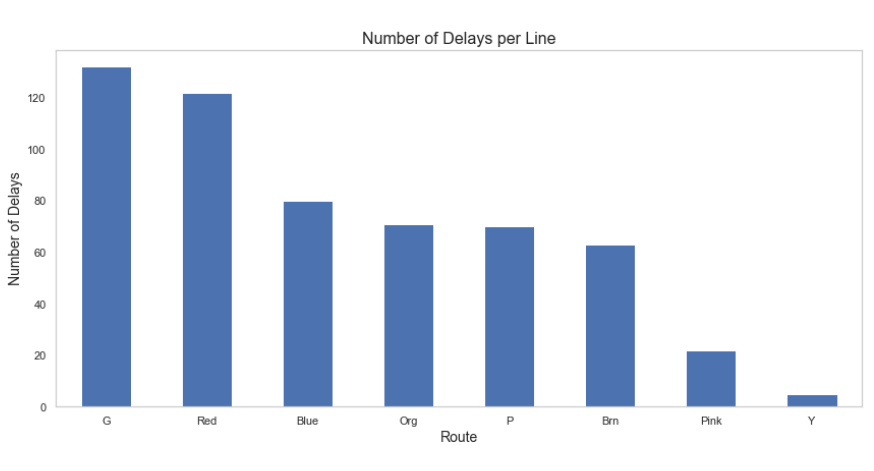 Number of Delays per Line
Number of Delays
120
100
80
60
40
20
0
G Red Blue Org P Brn Pink Y
Route